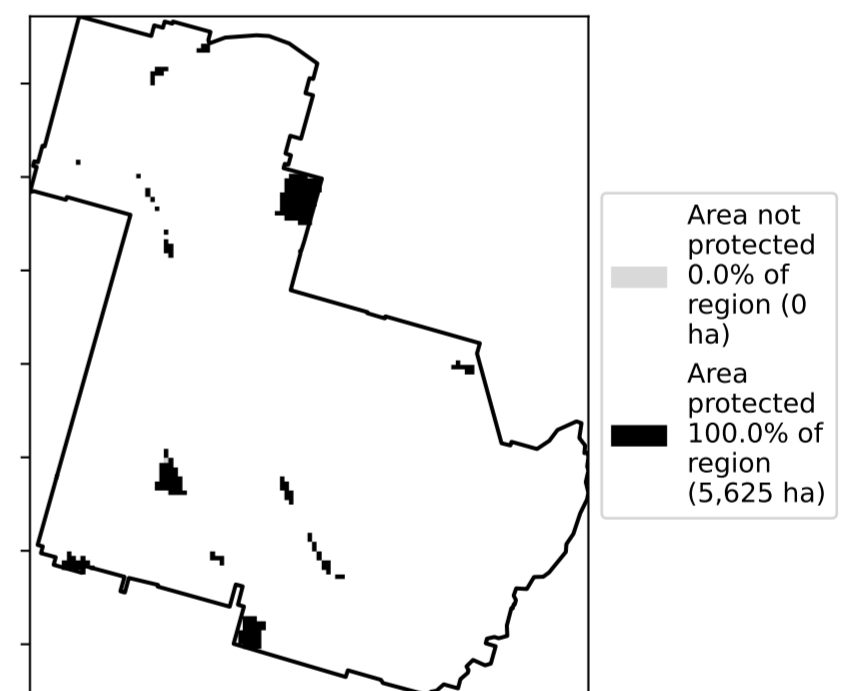 Area not
protected
0.0% of
region (0
ha)
Area
protected
100.0% of
region
(5,625 ha)